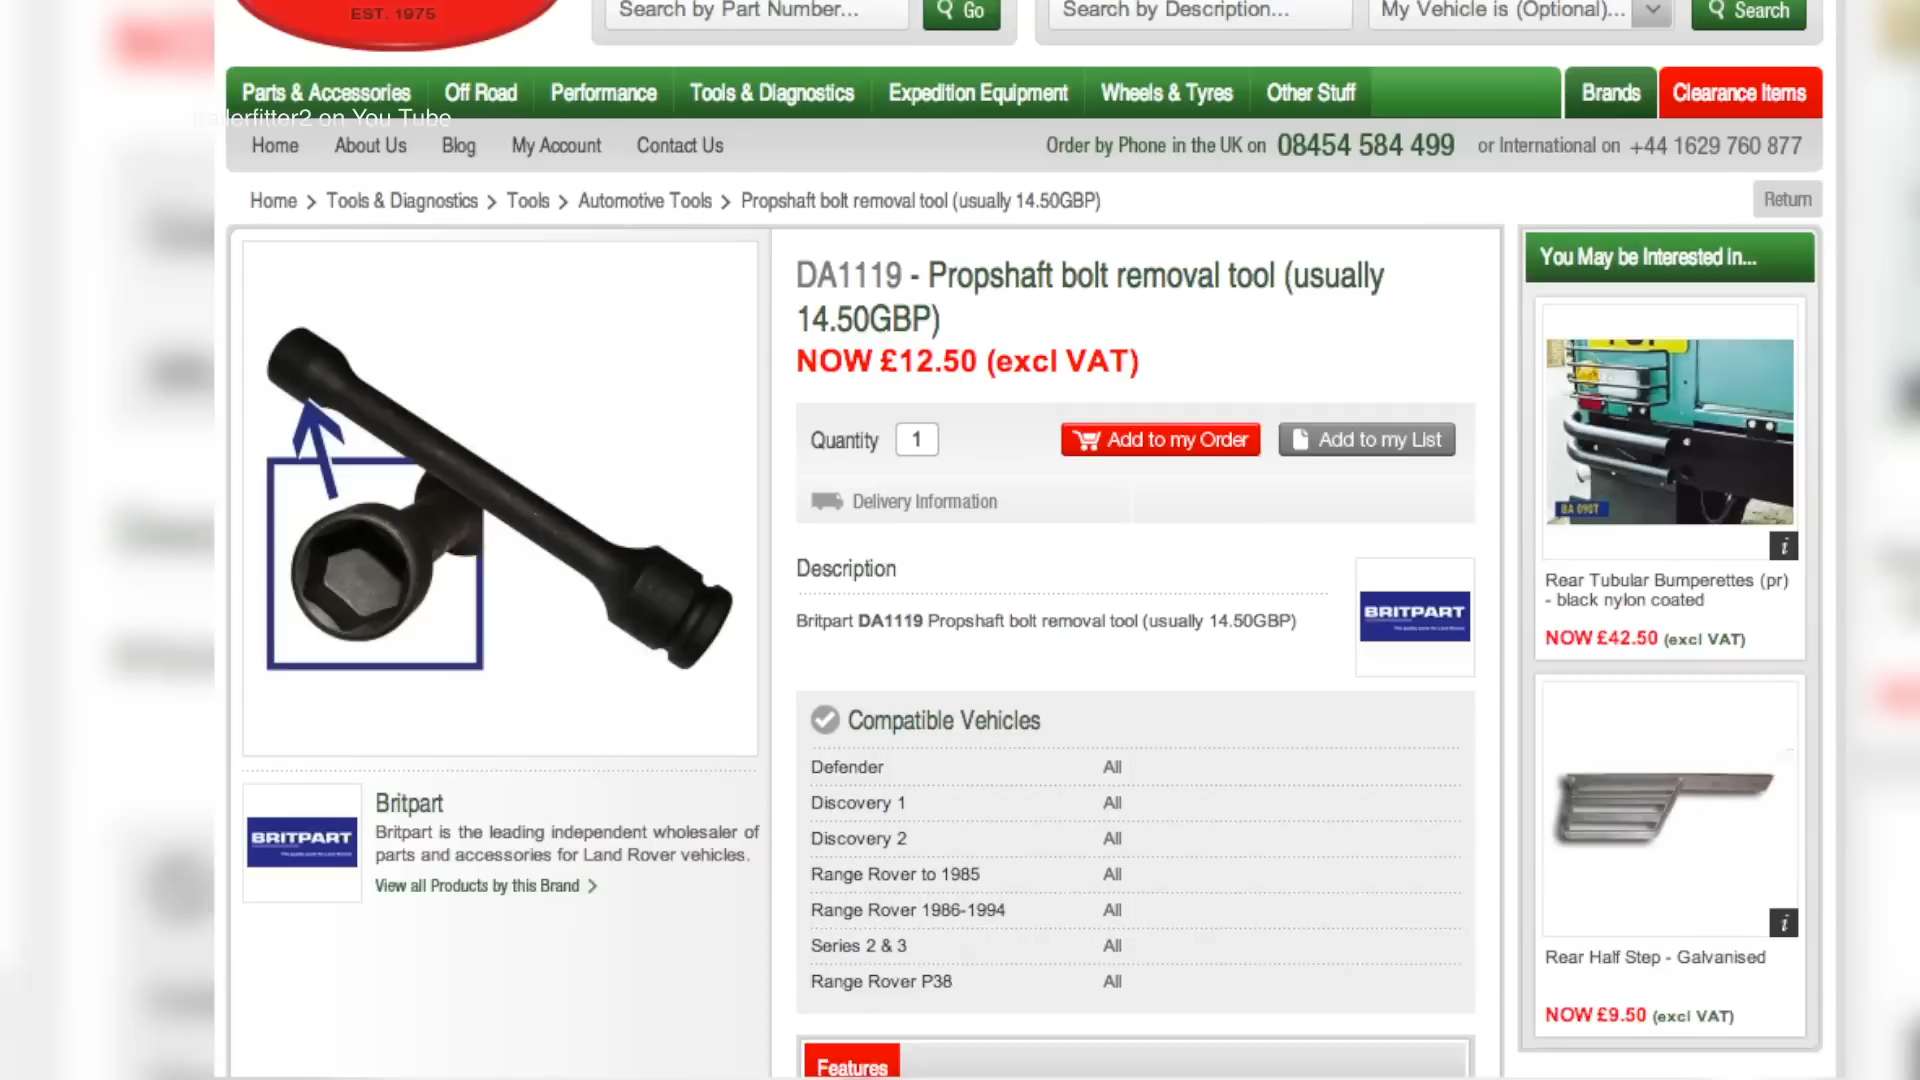 EST. 1975
Search by Part Number...
Go
Search by Description...
My Vehicle is (Optional)...
Search
Parts & Accessories
Off Road
Performance
Tools & Diagnostics
Expedition Equipment
Wheels & Tyres
Other Stuff
Brands
Clearance Items
on You Tube
Home
About Us
Blog
My Account
Contact Us
Order by Phone in the UK on 08454 584 499 or International on +44 1629 760 877
Home > Tools & Diagnostics > Tools > Automotive Tools > Propshaft bolt removal tool (usually 14.50GBP)
Return
DA1119 - Propshaft bolt removal tool (usually
14.50GBP)
NOW £12.50 (excl VAT)
Quantity 1
Add to my Order
Add to my List
Delivery Information
Description
Britpart DA1119 Propshaft bolt removal tool (usually 14.50GBP)
BRITPART
Compatible Vehicles
Defender All
Discovery 1 All
Discovery 2 All
Range Rover to 1985 All
Range Rover 1986-1994 All
Series 2 & 3 All
Range Rover P38 All
Features
BRITPART
Britpart
Britpart is the leading independent wholesaler of
parts and accessories for Land Rover vehicles.
View all Products by this Brand >
You May be Interested in...
BA 090T
i
Rear Tubular Bumperettes (pr)
- black nylon coated
NOW £42.50 (excl VAT)
i
Rear Half Step - Galvanised
NOW £9.50 (excl VAT)